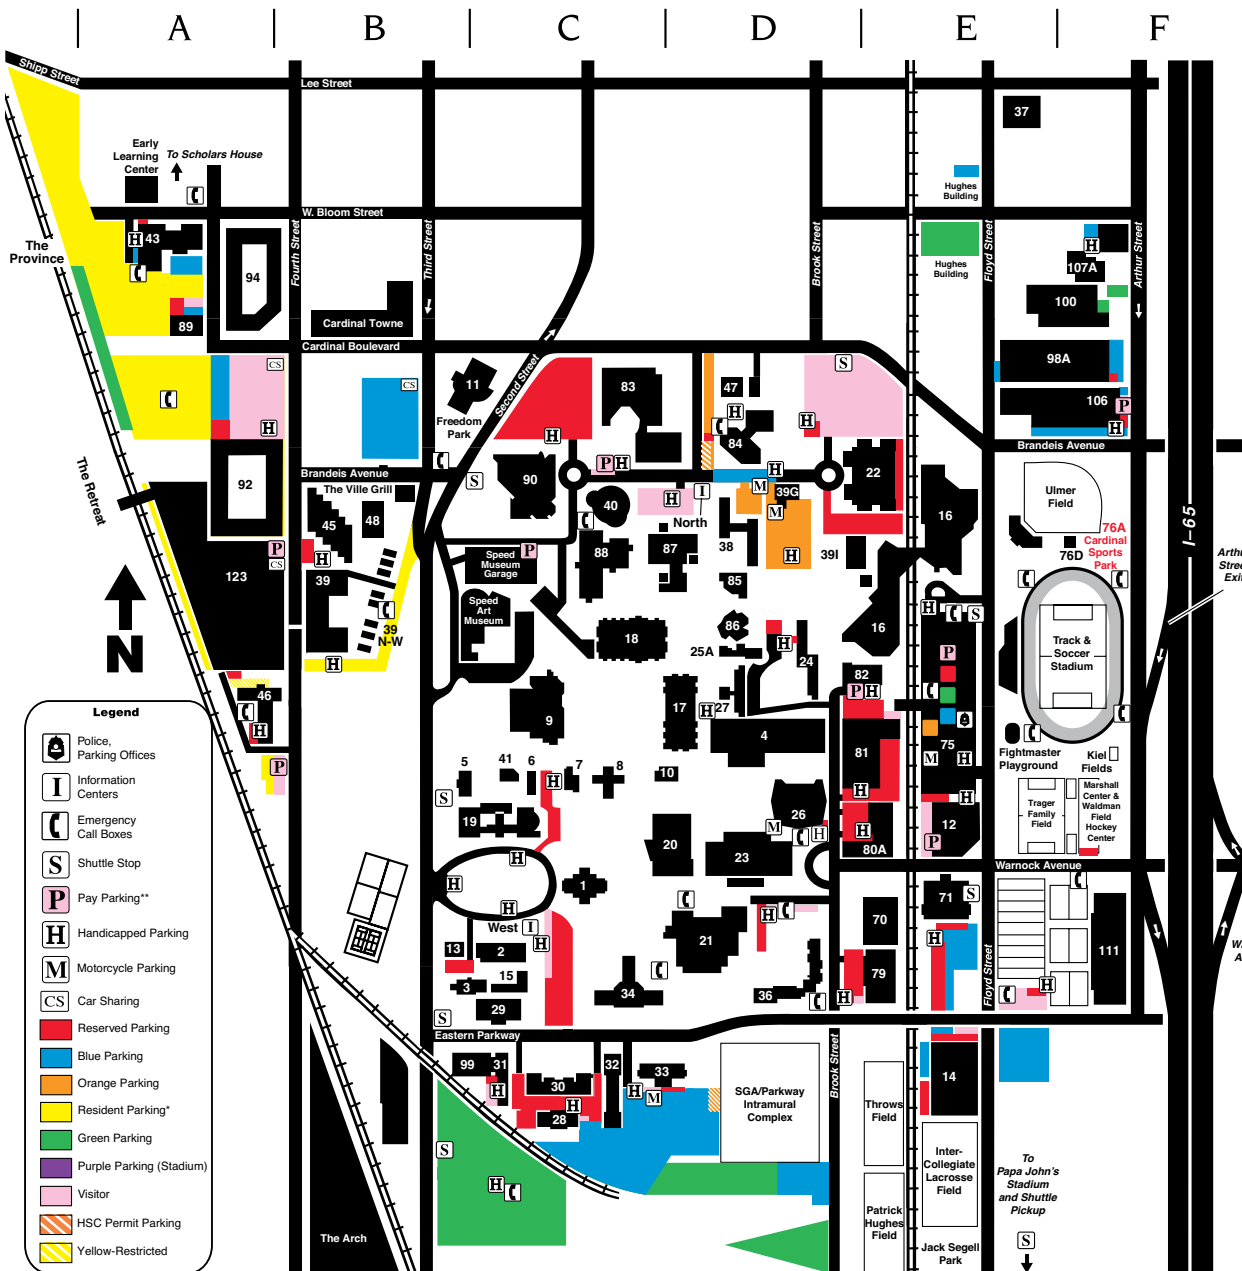 A
B
C
D
E
F
Shipp Street
Lee Street
37
Early
Learning
Center
To Scholars House
Hughes
Building
W. Bloom Street
The
Province
43
94
Fourth Street
Third Street
Brook Street
Hughes
Building
Floyd Street
Arthur Street
H
H
107A
100
89
Cardinal Towne
Cardinal Boulevard
Second Street
I-65
CS
CS
H
11
Freedom
Park
83
47
S
H
84
H
H
98A
106
P
H
Brandeis Avenue
The Retreat
92
Brandeis Avenue
The Ville Grill
S
90
P
H
H
M
I
North
22
Ulmer
Field
45
48
H
40
H
39G
M
16
76A
Cardinal
Sports
Park
76D
P
CS
123
39
Speed
Museum
Garage
P
88
87
38
H
39I
Arthur
Street
Exit
N
Speed
Art
Museum
85
86
18
25A
H
24
16
H
S
Track &
Soccer
Stadium
39
N-W
H
46
H
P
9
17
H
27
4
82
P
H
P
81
H
75
M
H
H
Fightmaster
Playground
Kiel
Fields
5
41
6
7
8
10
H
S
19
26
M
H
H
80A
12
P
Trager
Family
Field
Marshall
Center &
Waldman
Field
Hockey
Center
20
23
Warnock Avenue
H
H
H
1
West
I
H
13
2
3
15
29
S
21
H
34
36
70
79
H
71
S
H
Floyd Street
H
111
Eastern Parkway
99
31
H
30
H
28
32
33
H
M
SGA/Parkway
Intramural
Complex
Brook Street
Throws
Field
14
Inter-
Collegiate
Lacrosse
Field
To
Papa John's
Stadium
and Shuttle
Pickup
S
S
H
Patrick
Hughes
Field
Jack Segell
Park
The Arch
Legend
Police,
Parking Offices
I
Information
Centers
Emergency
Call Boxes
S
Shuttle Stop
P
Pay Parking**
H
Handicapped Parking
M
Motorcycle Parking
CS
Car Sharing
Reserved Parking
Blue Parking
Orange Parking
Resident Parking*
Green Parking
Purple Parking (Stadium)
Visitor
HSC Permit Parking
Yellow-Restricted